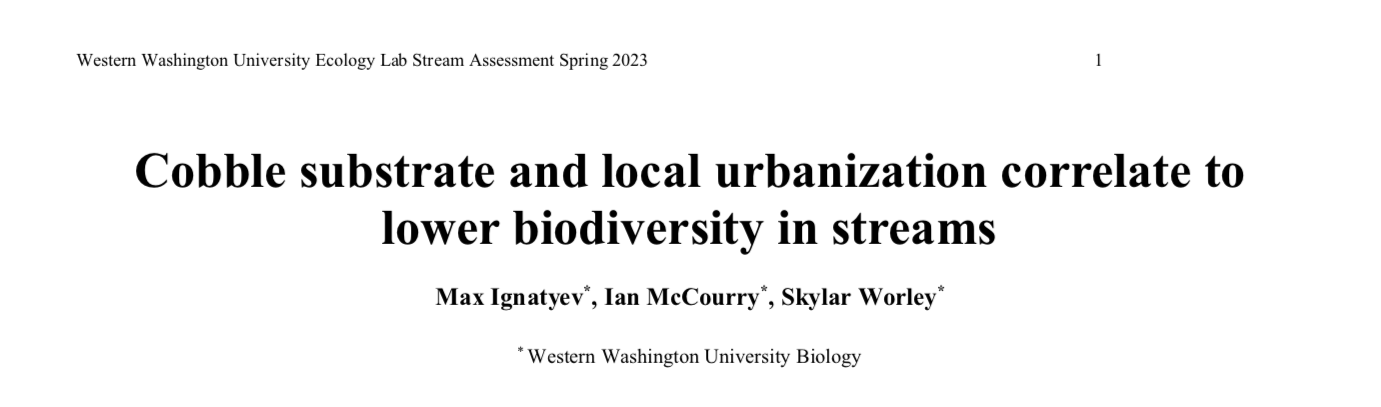 Western Washington University Ecology Lab Stream Assessment Spring 2023 1
Cobble substrate and local urbanization correlate to
lower biodiversity in streams
Max Ignatyev*, Ian McCourry*, Skylar Worley*
* Western Washington University Biology